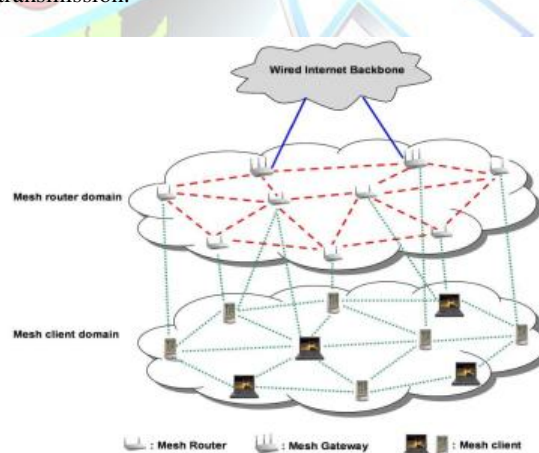 transmission.
Wired Internet Backbone
Mesh router domain
Mesh client domain
: Mesh Router : Mesh Gateway : Mesh client